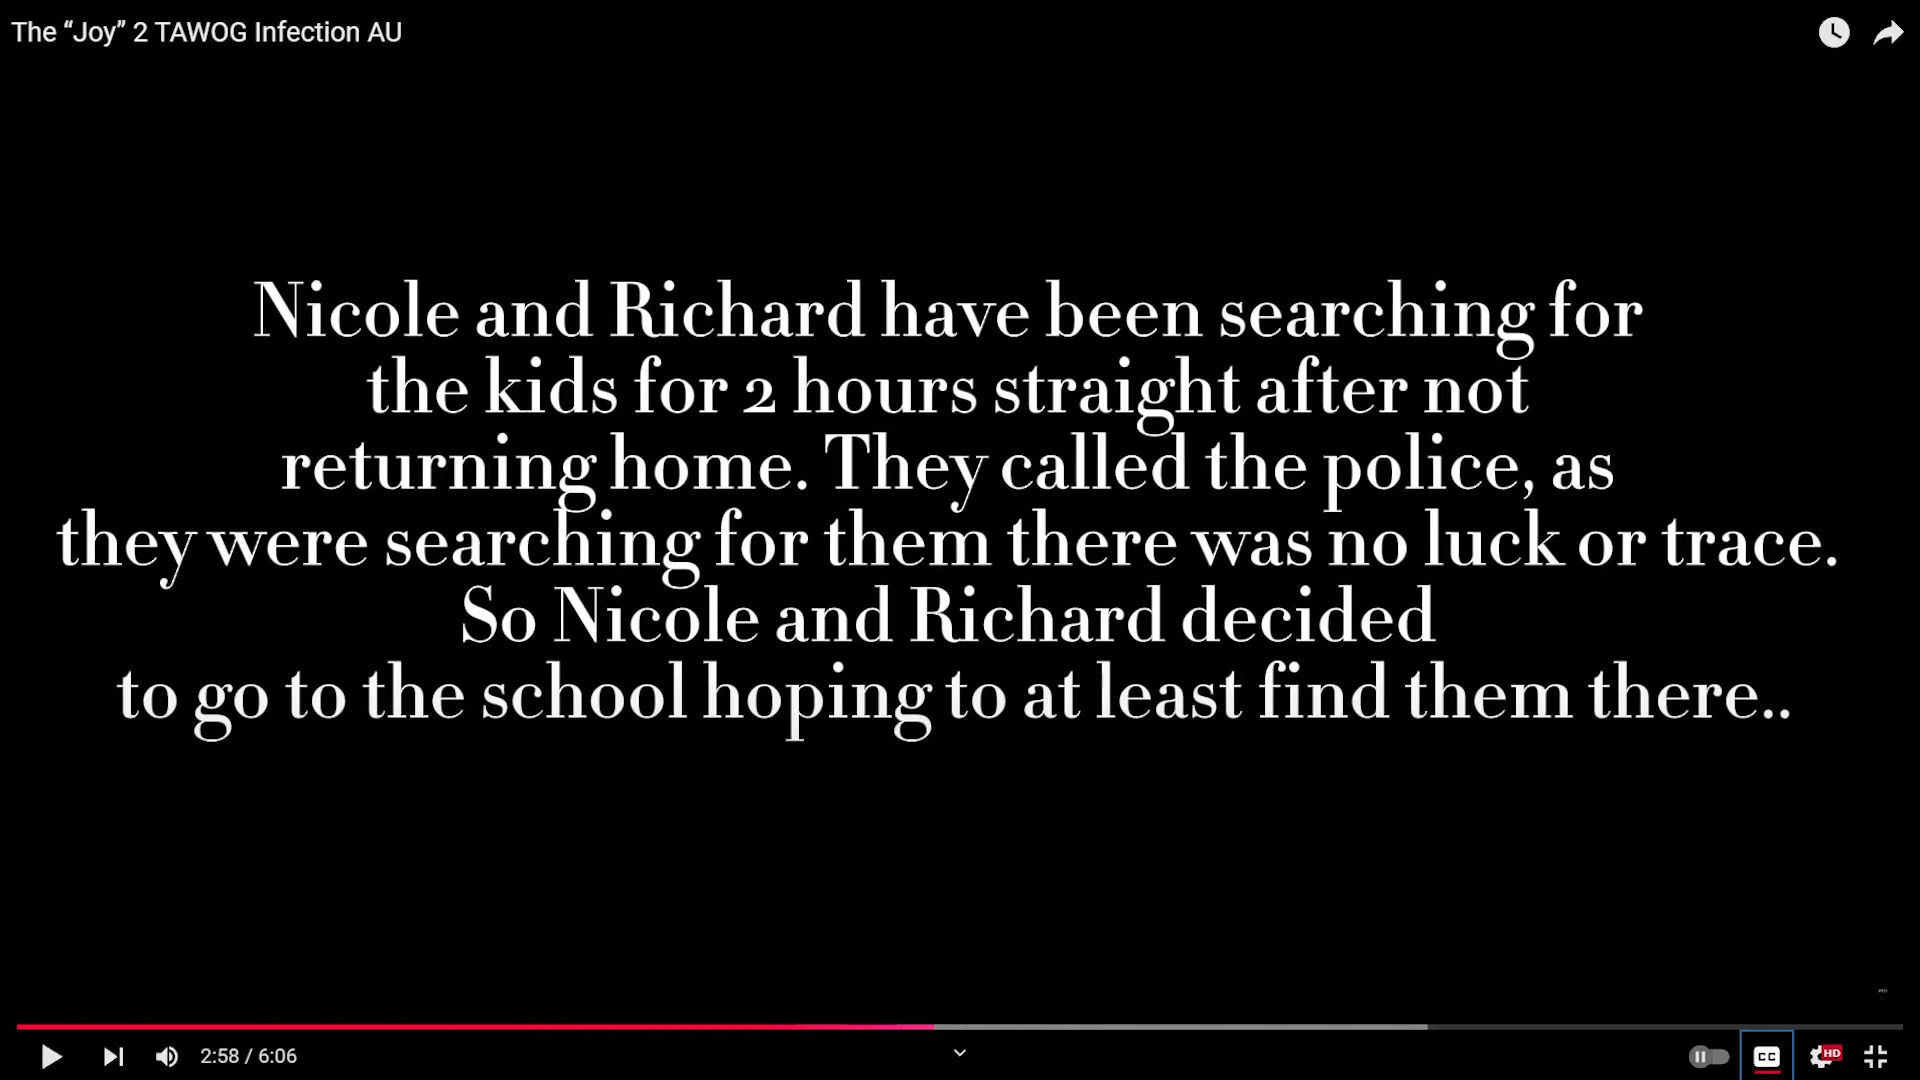 The “Joy” 2 TAWOG Infection AU
Nicole and Richard have been searching for
the kids for 2 hours straight after not
returning home. They called the police, as
they were searching for them there was no luck or trace.
So Nicole and Richard decided
to go to the school hoping to at least find them there..
2:58 / 6:06
CC
HD